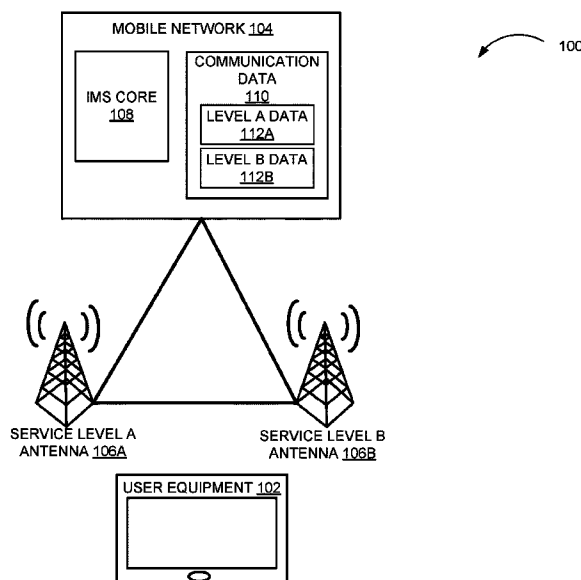 MOBILE NETWORK 104
100
IMS CORE
108
COMMUNICATION
DATA
110
LEVEL A DATA
112A
LEVEL B DATA
112B
SERVICE LEVEL A
ANTENNA 106A
SERVICE LEVEL B
ANTENNA 106B
USER EQUIPMENT 102